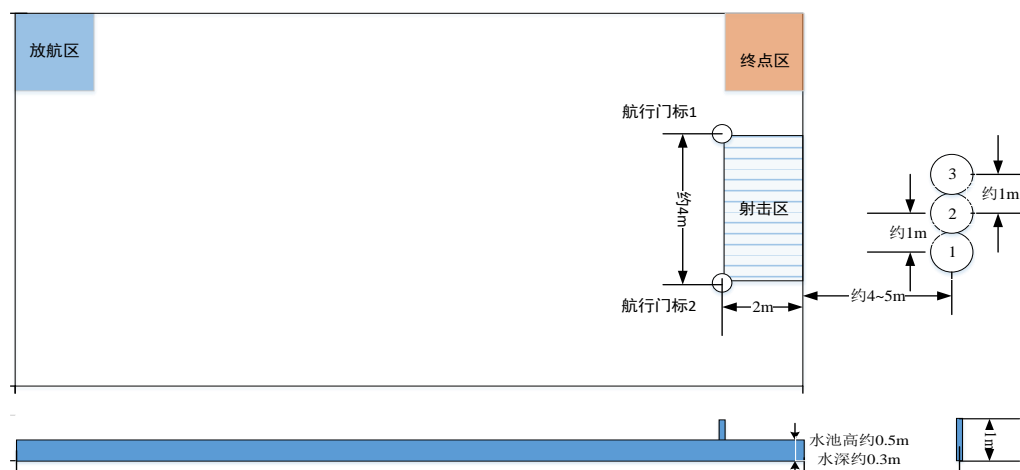 放航区
终点区
航行门标1
约4m
射击区
3
2
1
约1m
约1m
航行门标2
2m
约4~5m
水池高约0.5m
水深约0.3m
1m